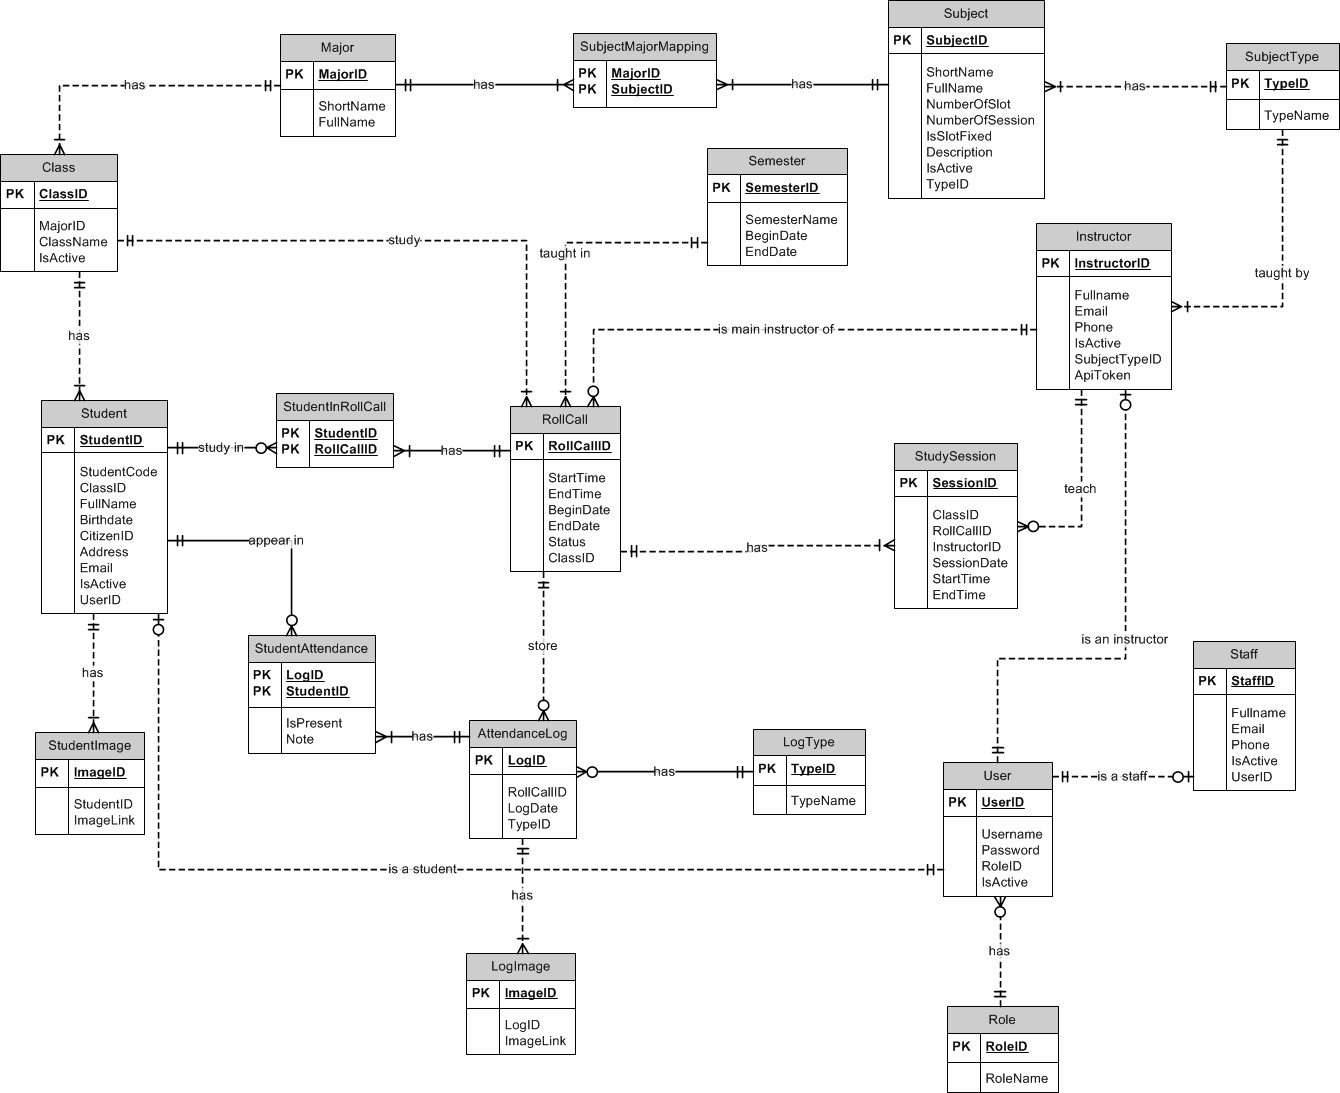 Subject
PK SubjectID
ShortName
FullName
NumberOfSlot
NumberOfSession
IsSlotFixed
Description
IsActive
TypeID
Major
PK MajorID
ShortName
FullName
SubjectMajorMapping
PK MajorID
PK SubjectID
SubjectType
PK TypeID
TypeName
has
has
has
has
Class
PK ClassID
MajorID
ClassName
IsActive
Semester
PK SemesterID
SemesterName
BeginDate
EndDate
Instructor
PK InstructorID
Fullname
Email
Phone
IsActive
SubjectTypeID
ApiToken
study
taught in
taught by
is main instructor of
has
Student
PK StudentID
StudentCode
ClassID
FullName
Birthdate
CitizenID
Address
Email
IsActive
UserID
StudentInRollCall
PK StudentID
PK RollCallID
RollCall
PK RollCallID
StartTime
EndTime
BeginDate
EndDate
Status
ClassID
StudySession
PK SessionID
ClassID
RollCallID
InstructorID
SessionDate
StartTime
EndTime
study in
has
teach
appear in
has
is an instructor
store
has
StudentAttendance
PK LogID
PK StudentID
IsPresent
Note
Staff
PK StaffID
Fullname
Email
Phone
IsActive
UserID
StudentImage
PK ImageID
StudentID
ImageLink
AttendanceLog
PK LogID
RollCallID
LogDate
TypeID
LogType
PK TypeID
TypeName
User
PK UserID
Username
Password
RoleID
IsActive
has
has
is a staff
is a student
has
has
LogImage
PK ImageID
LogID
ImageLink
Role
PK RoleID
RoleName